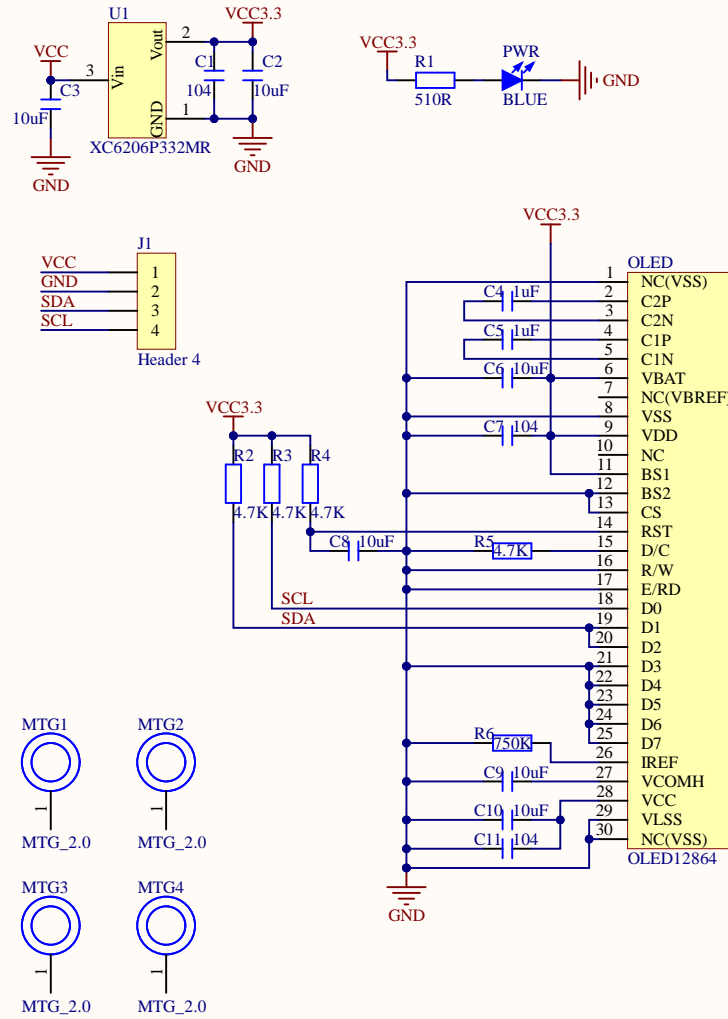 U1
VCC3.3
VCC
3
Vin
Vout
2
GND
1
C1
104
C2
10uF
C3
10uF
XC6206P332MR
GND
GND
VCC3.3
R1
510R
PWR
BLUE
GND
J1
VCC
1
GND
2
SDA
3
SCL
4
Header 4
VCC3.3
OLED
1 NC(VSS)
C4 1uF 2 C2P
3 C2N
C5 1uF 4 C1P
5 C1N
C6 10uF 6 VBAT
7 NC(VBREF)
8 VSS
C7 104 9 VDD
10 NC
11 BS1
12 BS2
13 CS
14 RST
C8 10uF
R5 4.7K 15 D/C
16 R/W
17 E/RD
SCL 18 D0
SDA 19 D1
20 D2
21 D3
22 D4
23 D5
24 D6
25 D7
R6 750K
26 IREF
C9 10uF 27 VCOMH
28 VCC
C10 10uF 29 VLSS
C11 104 30 NC(VSS)
OLED12864
GND
VCC3.3
R2 R3 R4
4.7K 4.7K 4.7K
MTG1
1
MTG_2.0
MTG2
1
MTG_2.0
MTG3
1
MTG_2.0
MTG4
1
MTG_2.0